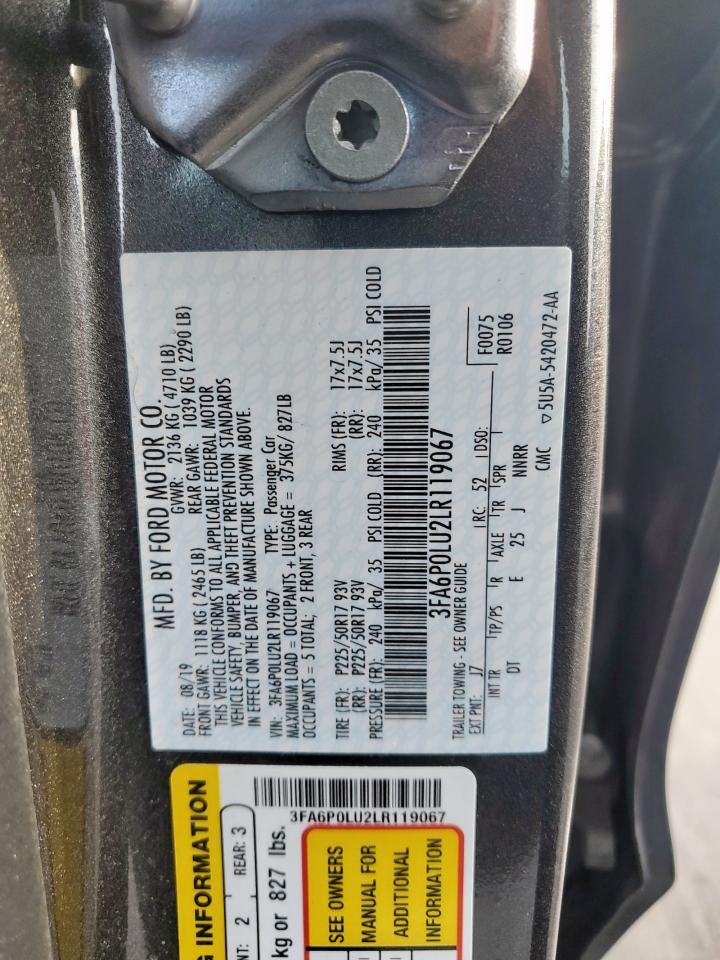 MFD. BY FORD MOTOR CO.
DATE: 08/19 GVWR: 2136 KG ( 4710 LB)
FRONT GAWR: 1118 KG ( 2465 LB) REAR GAWR: 1039 KG ( 2290 LB)
THIS VEHICLE CONFORMS TO ALL APPLICABLE FEDERAL MOTOR
VEHICLE SAFETY, BUMPER, AND THEFT PREVENTION STANDARDS
IN EFFECT ON THE DATE OF MANUFACTURE SHOWN ABOVE.
VIN: 3FA6P0LU2LR119067 TYPE: Passenger Car
MAXIMUM LOAD = OCCUPANTS + LUGGAGE = 375KG/ 827LB
OCCUPANTS = 5 TOTAL; 2 FRONT, 3 REAR
TIRE (FR): P225/50R17 93V RIMS (FR): 17x7.5J
(RR): P225/50R17 93V (RR): 17x7.5J
PRESSURE (FR): 240 kPa/ 35 PSI COLD (RR): 240 kPa/ 35 PSI COLD
3FA6P0LU2LR119067
TRAILER TOWING - SEE OWNER GUIDE
EXT PNT: J7 RC: 52 DSO: F0075
R0106
INT TR TP/PS R AXLE TR SPR
DT E 25 J NNRR
CMC ▽5U5A-5420472-AA
G INFORMATION
NT: 2 REAR: 3
kg or 827 lbs.
3FA6P0LU2LR119067
SEE OWNERS
MANUAL FOR
ADDITIONAL
INFORMATION